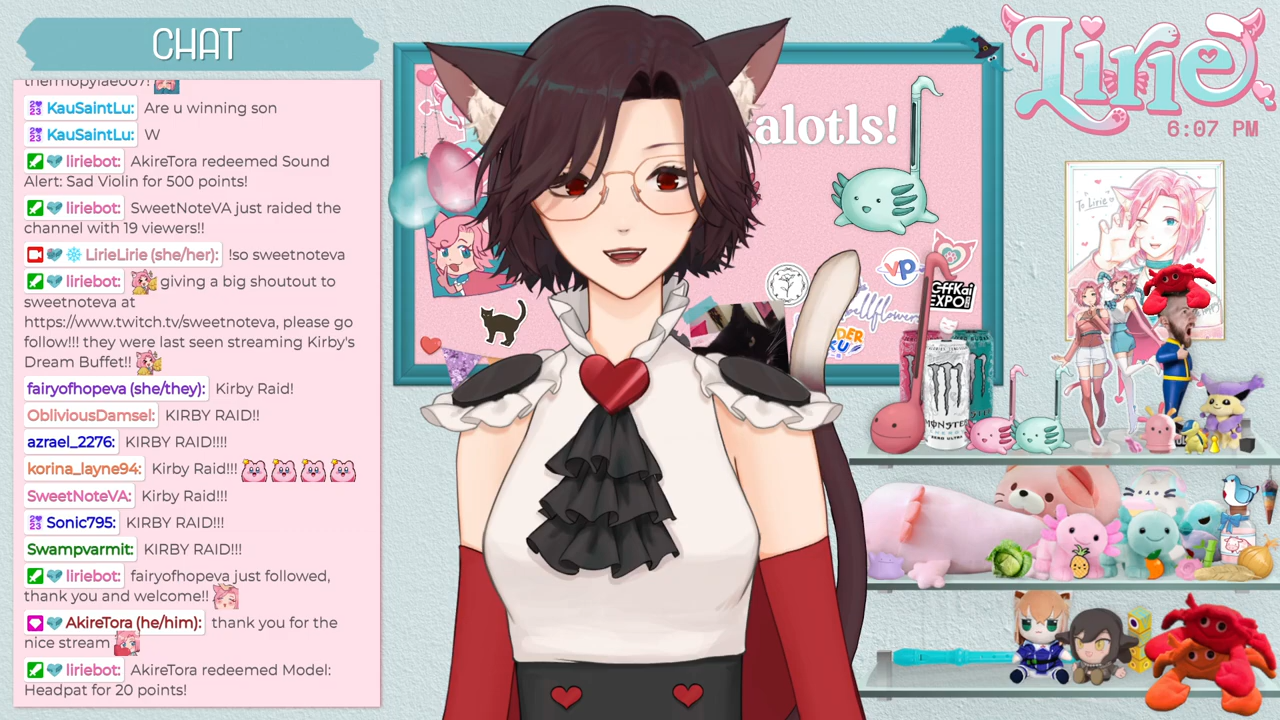 CHAT
thermopylae007!
KauSaintLu: Are u winning son
KauSaintLu: W
liriebot: AkireTora redeemed Sound
Alert: Sad Violin for 500 points!
liriebot: SweetNoteVA just raided the
channel with 19 viewers!!
LirieLirie (she/her): !so sweetnoteva
liriebot: giving a big shoutout to
sweetnoteva at
https://www.twitch.tv/sweetnoteva, please go
follow!!! they were last seen streaming Kirby's
Dream Buffet!!
fairyofhopeva (she/they): Kirby Raid!
ObliviousDamsel: KIRBY RAID!!
azrael_2276: KIRBY RAID!!!!
korina_layne94: Kirby Raid!!!
SweetNoteVA: Kirby Raid!!!
Sonic795: KIRBY RAID!!!
Swampvarmit: KIRBY RAID!!!
liriebot: fairyofhopeva just followed,
thank you and welcome!!
AkireTora (he/him): thank you for the
nice stream
liriebot: AkireTora redeemed Model:
Headpat for 20 points!
alotls!
VP
OffKai
EXPO
bellflower
Lirie
6:07 PM
To Lirie
MONSTER